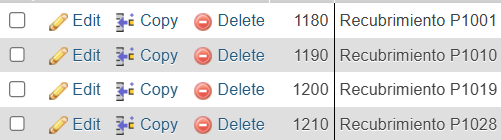 Edit Copy Delete 1180 Recubrimiento P1001
Edit Copy Delete 1190 Recubrimiento P1010
Edit Copy Delete 1200 Recubrimiento P1019
Edit Copy Delete 1210 Recubrimiento P1028